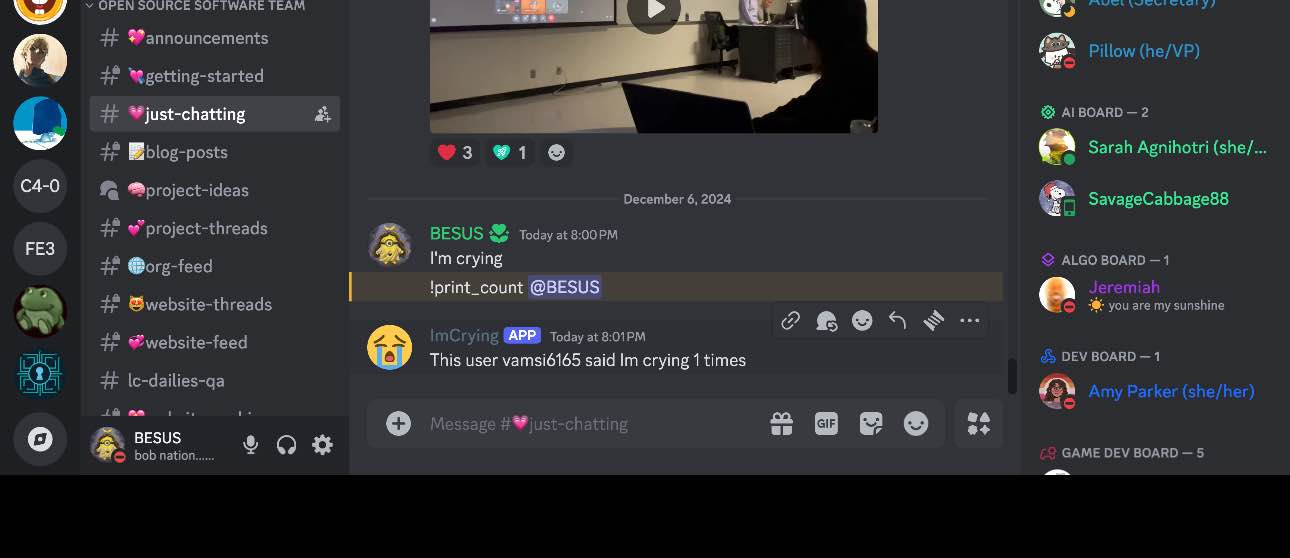 OPEN SOURCE SOFTWARE TEAM
💖announcements
💘getting-started
💗just-chatting
📝blog-posts
🧠project-ideas
💕project-threads
🌐org-feed
😻website-threads
💞website-feed
lc-dailies-qa
C4-0
FE3
BESUS
bob nation......
3
1
December 6, 2024
BESUS Today at 8:00 PM
I'm crying
!print_count @BESUS
ImCrying APP Today at 8:01 PM
This user vamsi6165 said Im crying 1 times
Message #💗just-chatting
GIF
Abel (Secretary)
Pillow (he/VP)
AI BOARD — 2
Sarah Agnihotri (she/...
SavageCabbage88
ALGO BOARD — 1
Jeremiah
☀️ you are my sunshine
DEV BOARD — 1
Amy Parker (she/her)
GAME DEV BOARD — 5